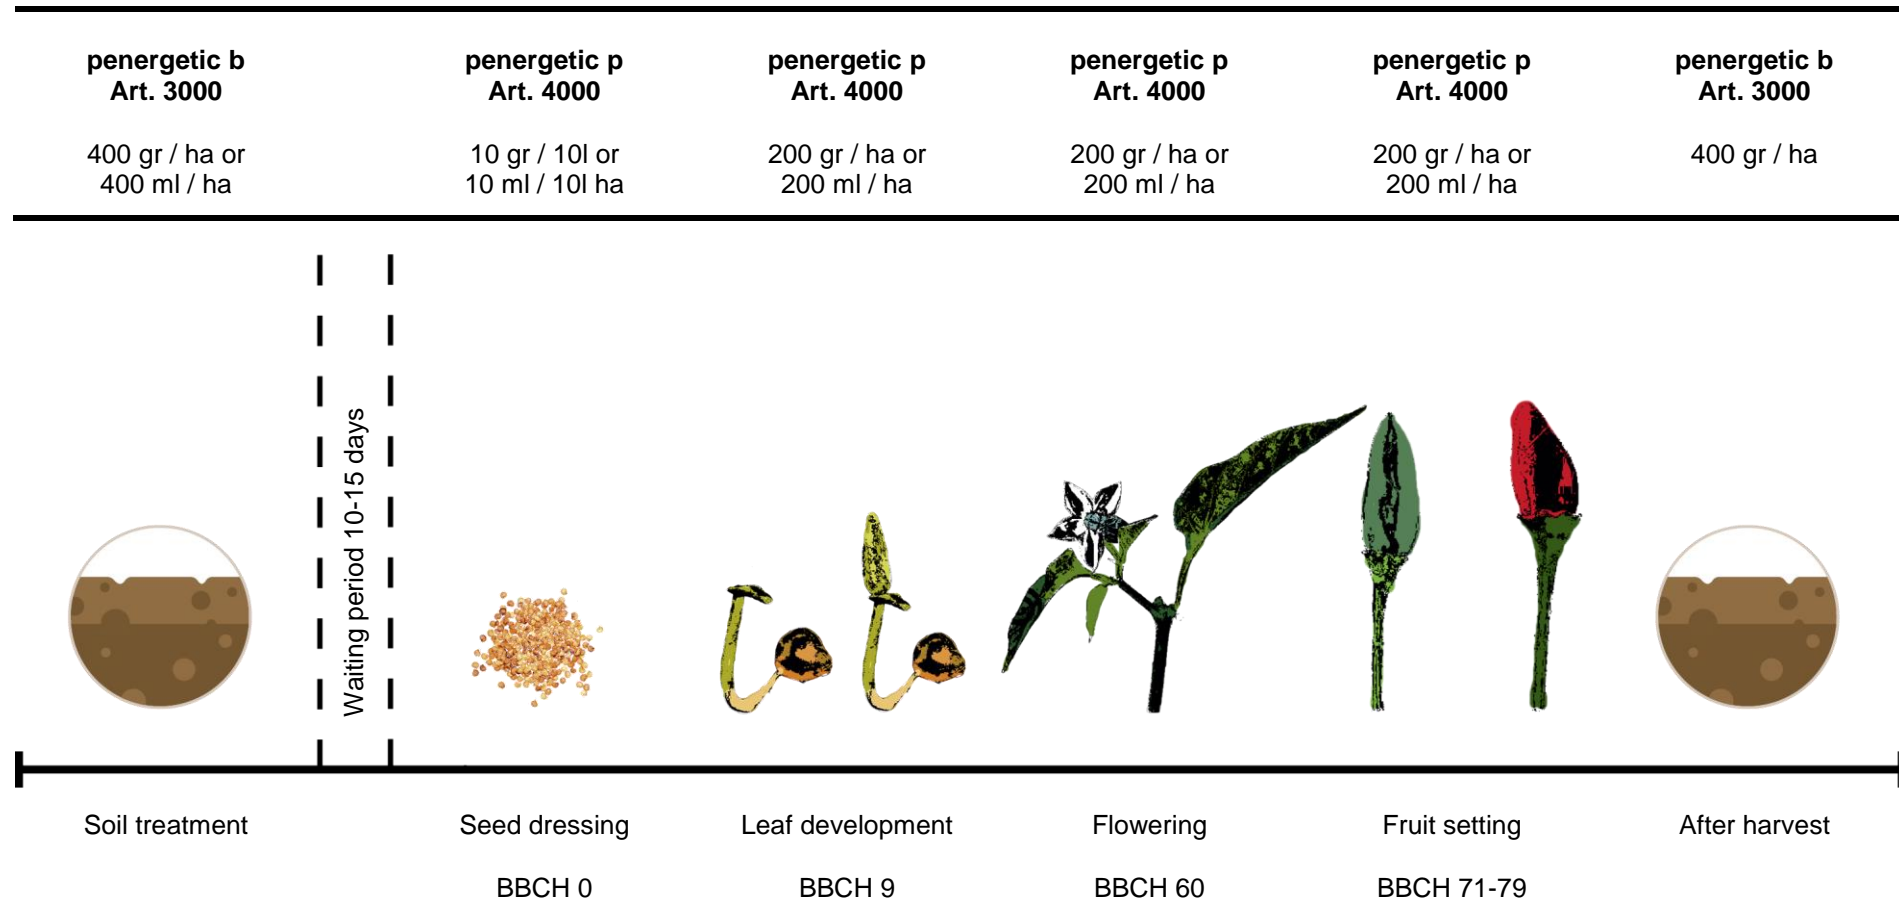 penergetic b
Art. 3000
400 gr / ha or
400 ml / ha
penergetic p
Art. 4000
10 gr / 10l or
10 ml / 10l ha
penergetic p
Art. 4000
200 gr / ha or
200 ml / ha
penergetic p
Art. 4000
200 gr / ha or
200 ml / ha
penergetic p
Art. 4000
200 gr / ha or
200 ml / ha
penergetic b
Art. 3000
400 gr / ha
Waiting period 10-15 days
Soil treatment
Seed dressing
BBCH 0
Leaf development
BBCH 9
Flowering
BBCH 60
Fruit setting
BBCH 71-79
After harvest